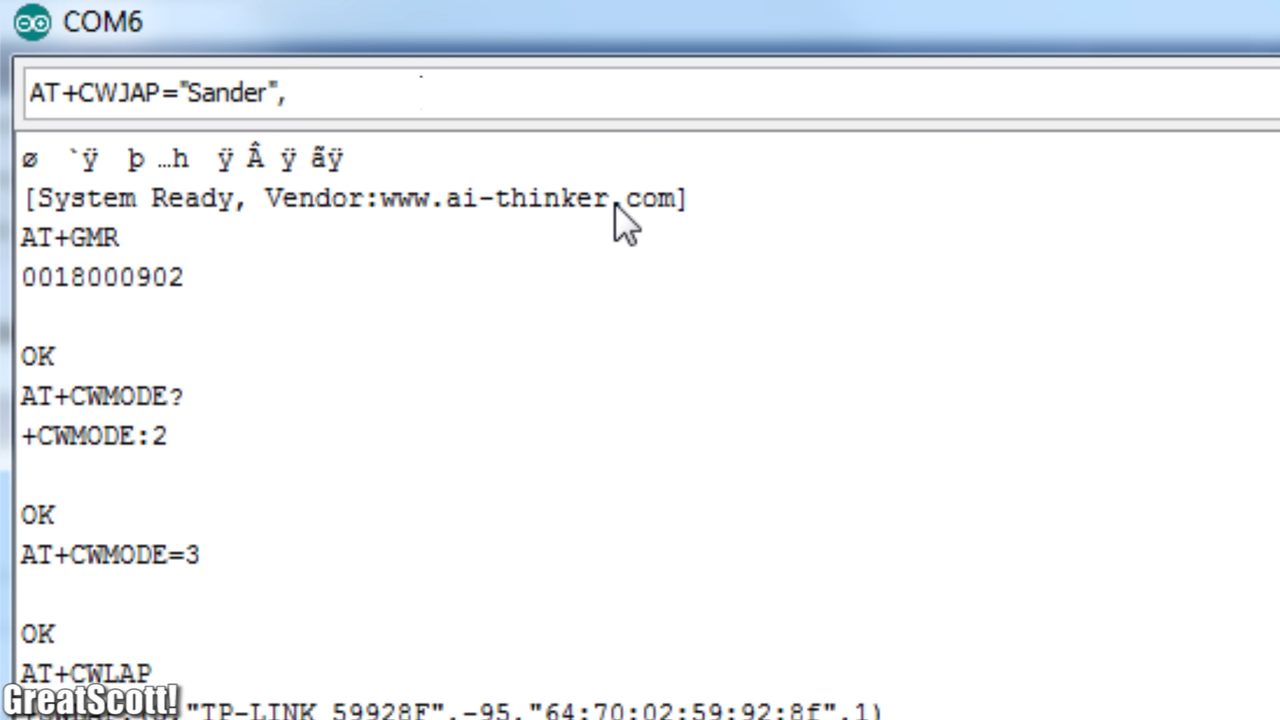 COM6
AT+CWJAP="Sander",
ø `ÿ þ …h ÿ Â ÿ ãÿ
[System Ready, Vendor:www.ai-thinker.com]
AT+GMR
0018000902
OK
AT+CWMODE?
+CWMODE:2
OK
AT+CWMODE=3
OK
AT+CWLAP
"TP-LINK_59928F",-95,"64:70:02:59:92:8f",1)
GreatScott!